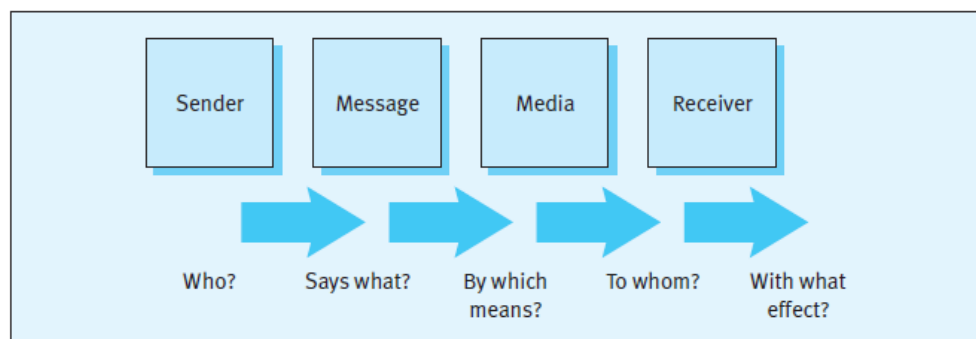 Sender Message Media Receiver
Who? Says what? By which To whom? With what
means? effect?